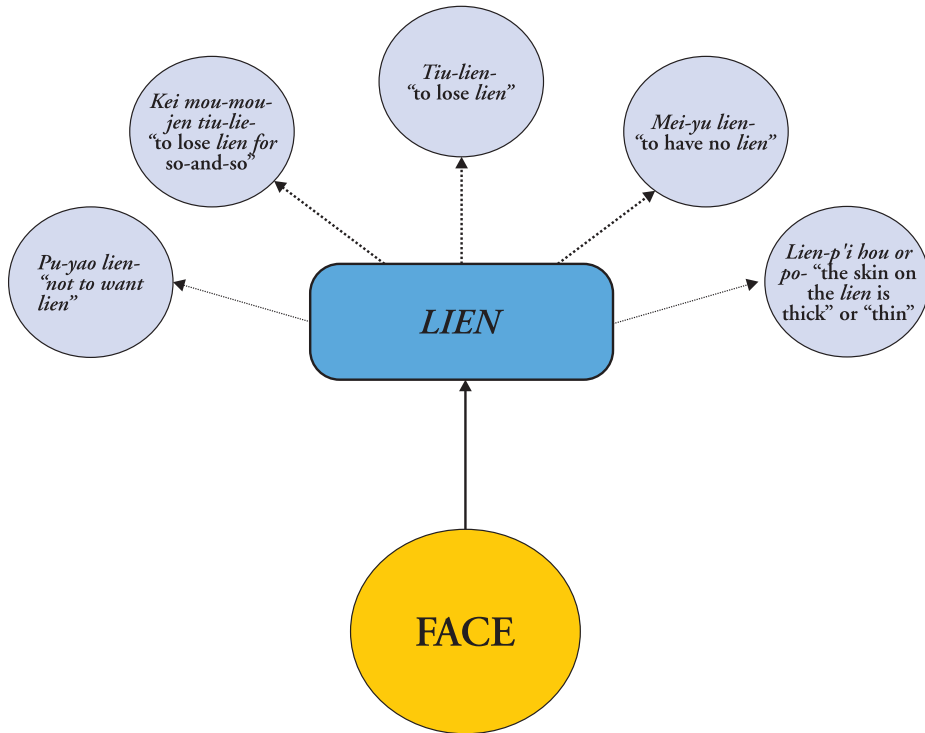 Tiu-lien-
“to lose lien”
Kei mou-mou-
jen tiu-lie-
“to lose lien for
so-and-so”
Mei-yu lien-
“to have no lien”
Pu-yao lien-
“not to want
lien”
Lien-p'i hou or
po- “the skin on
the lien is
thick” or “thin”
LIEN
FACE